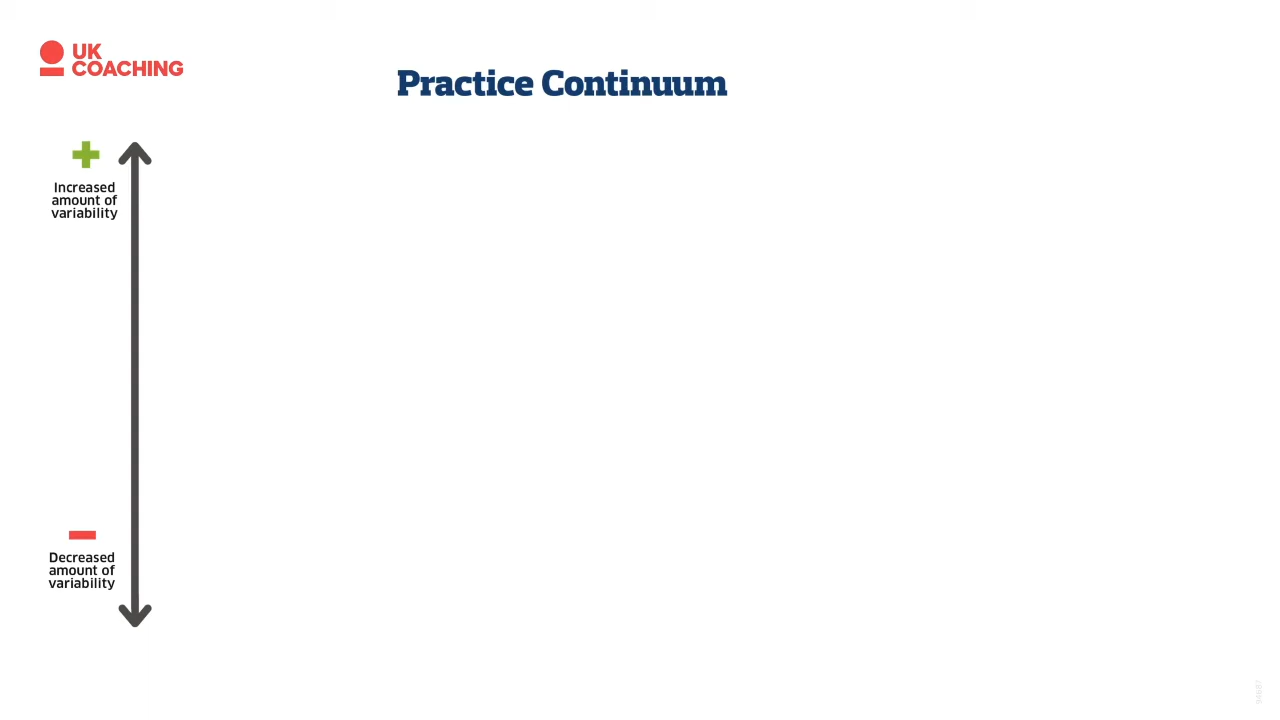 UK
COACHING
Practice Continuum
Increased
amount of
variability
Decreased
amount of
variability